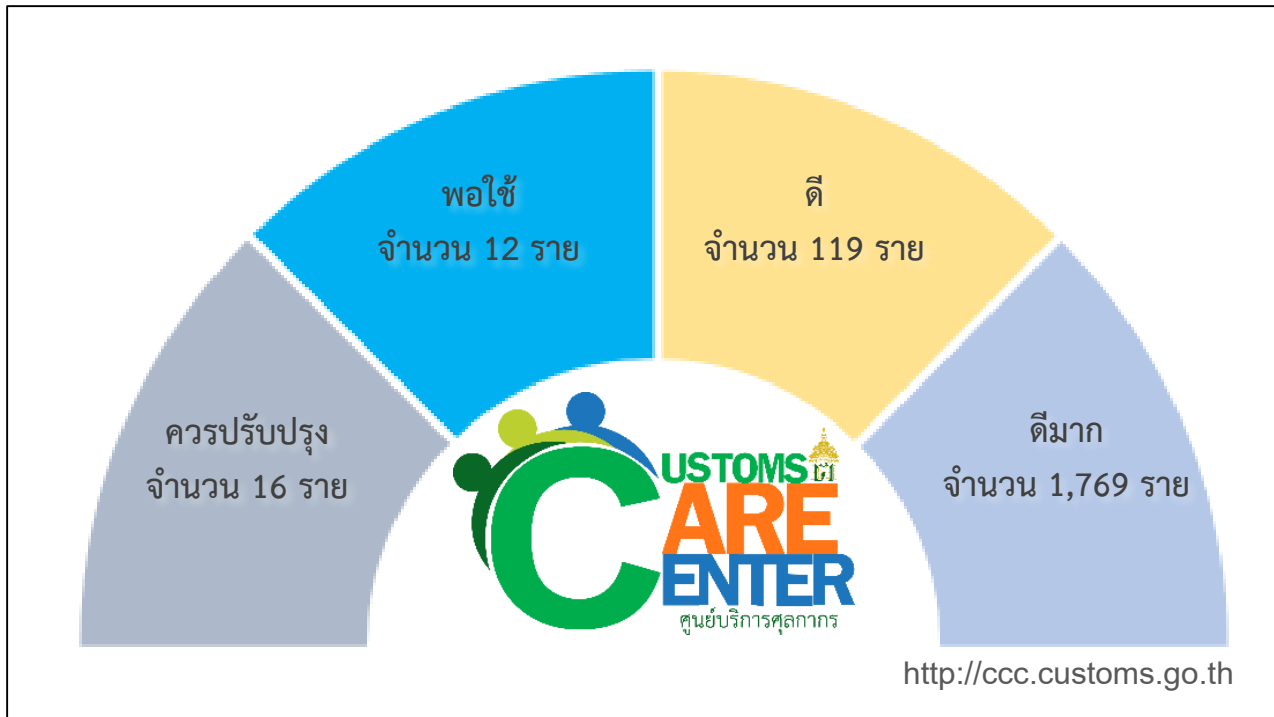 พอใช้
จำนวน 12 ราย
ดี
จำนวน 119 ราย
ควรปรับปรุง
จำนวน 16 ราย
ดีมาก
จำนวน 1,769 ราย
CUSTOMS
CARE
CENTER
ศูนย์บริการศุลกากร
http://ccc.customs.go.th